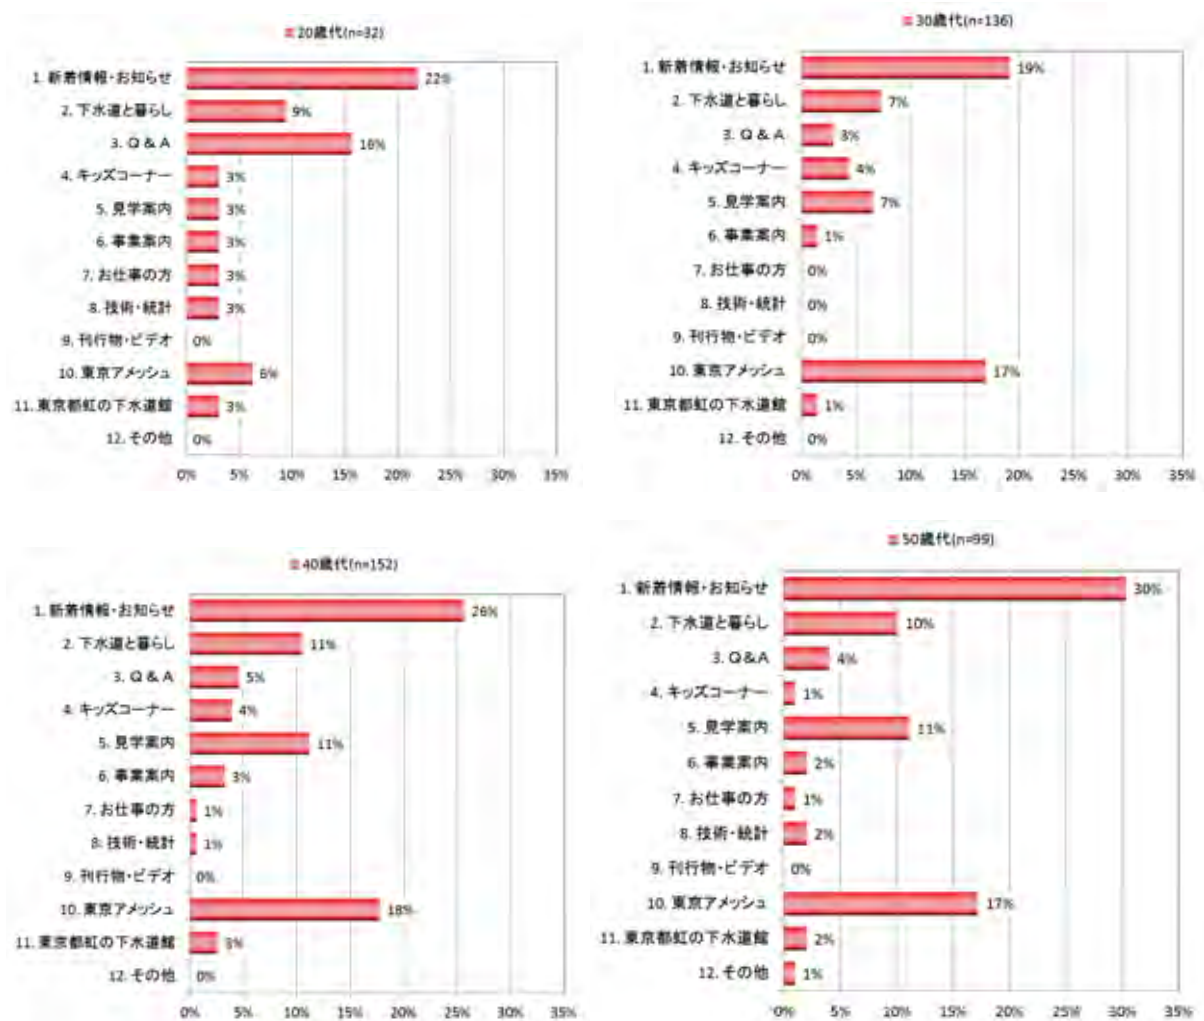 20歳代(n=32)
1. 新着情報・お知らせ 22%
2. 下水道と暮らし 9%
3. Q & A 16%
4. キッズコーナー 3%
5. 見学案内 3%
6. 事業案内 3%
7. お仕事の方 3%
8. 技術・統計 3%
9. 刊行物・ビデオ 0%
10. 東京アメッシュ 6%
11. 東京都虹の下水道館 3%
12. その他 0%
0% 5% 10% 15% 20% 25% 30% 35%
30歳代(n=136)
1. 新着情報・お知らせ 19%
2. 下水道と暮らし 7%
3. Q & A 3%
4. キッズコーナー 4%
5. 見学案内 7%
6. 事業案内 1%
7. お仕事の方 0%
8. 技術・統計 0%
9. 刊行物・ビデオ 0%
10. 東京アメッシュ 17%
11. 東京都虹の下水道館 1%
12. その他 0%
0% 5% 10% 15% 20% 25% 30% 35%
40歳代(n=152)
1. 新着情報・お知らせ 26%
2. 下水道と暮らし 11%
3. Q & A 5%
4. キッズコーナー 4%
5. 見学案内 11%
6. 事業案内 3%
7. お仕事の方 1%
8. 技術・統計 1%
9. 刊行物・ビデオ 0%
10. 東京アメッシュ 18%
11. 東京都虹の下水道館 3%
12. その他 0%
0% 5% 10% 15% 20% 25% 30% 35%
50歳代(n=99)
1. 新着情報・お知らせ 30%
2. 下水道と暮らし 10%
3. Q&A 4%
4. キッズコーナー 1%
5. 見学案内 11%
6. 事業案内 2%
7. お仕事の方 1%
8. 技術・統計 2%
9. 刊行物・ビデオ 0%
10. 東京アメッシュ 17%
11. 東京都虹の下水道館 2%
12. その他 1%
0% 5% 10% 15% 20% 25% 30% 35%